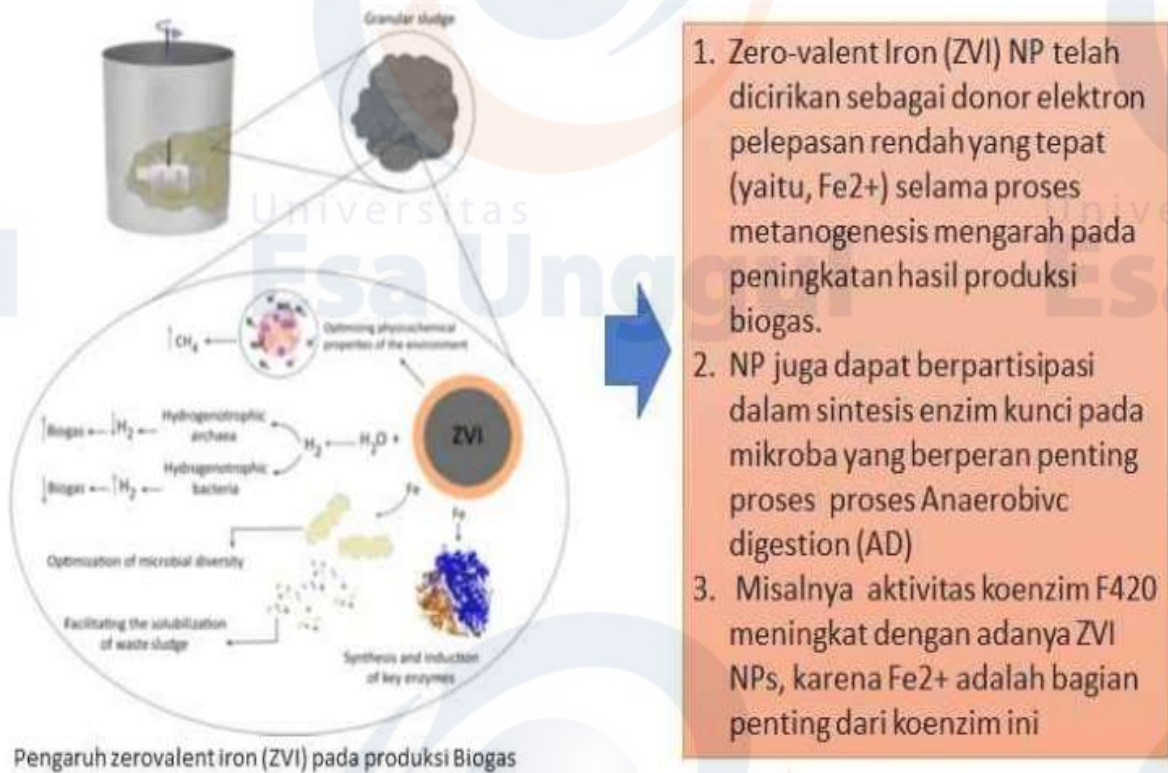 Granular sludge
Universitas
Esa Unggul
Optimising physicochemical
properties of the environment
↑CH4
ZVI
↑Biogas ← ↓H2 ← Hydrogenotrophic
archaea
H2 ← H2O +
↓Biogas ← ↑H2 ← Hydrogenotrophic
bacteria
Fe
Fe
Optimization of microbial diversity
Facilitating the solubilization
of waste sludge
Synthesis and induction
of key enzymes
Pengaruh zerovalent iron (ZVI) pada produksi Biogas
1. Zero-valent Iron (ZVI) NP telah
dicirikan sebagai donor elektron
pelepasan rendah yang tepat
(yaitu, Fe2+) selama proses
metanogenesis mengarah pada
peningkatan hasil produksi
biogas.
2. NP juga dapat berpartisipasi
dalam sintesis enzim kunci pada
mikroba yang berperan penting
proses proses Anaerobivc
digestion (AD)
3. Misalnya aktivitas koenzim F420
meningkat dengan adanya ZVI
NPs, karena Fe2+ adalah bagian
penting dari koenzim ini